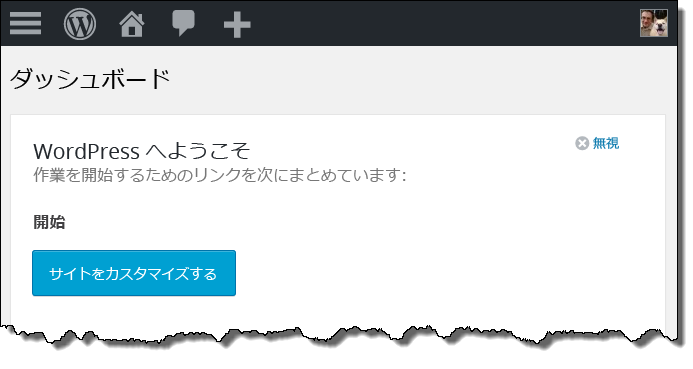 ダッシュボード
WordPress へようこそ
無視
作業を開始するためのリンクを次にまとめています:
開始
サイトをカスタマイズする